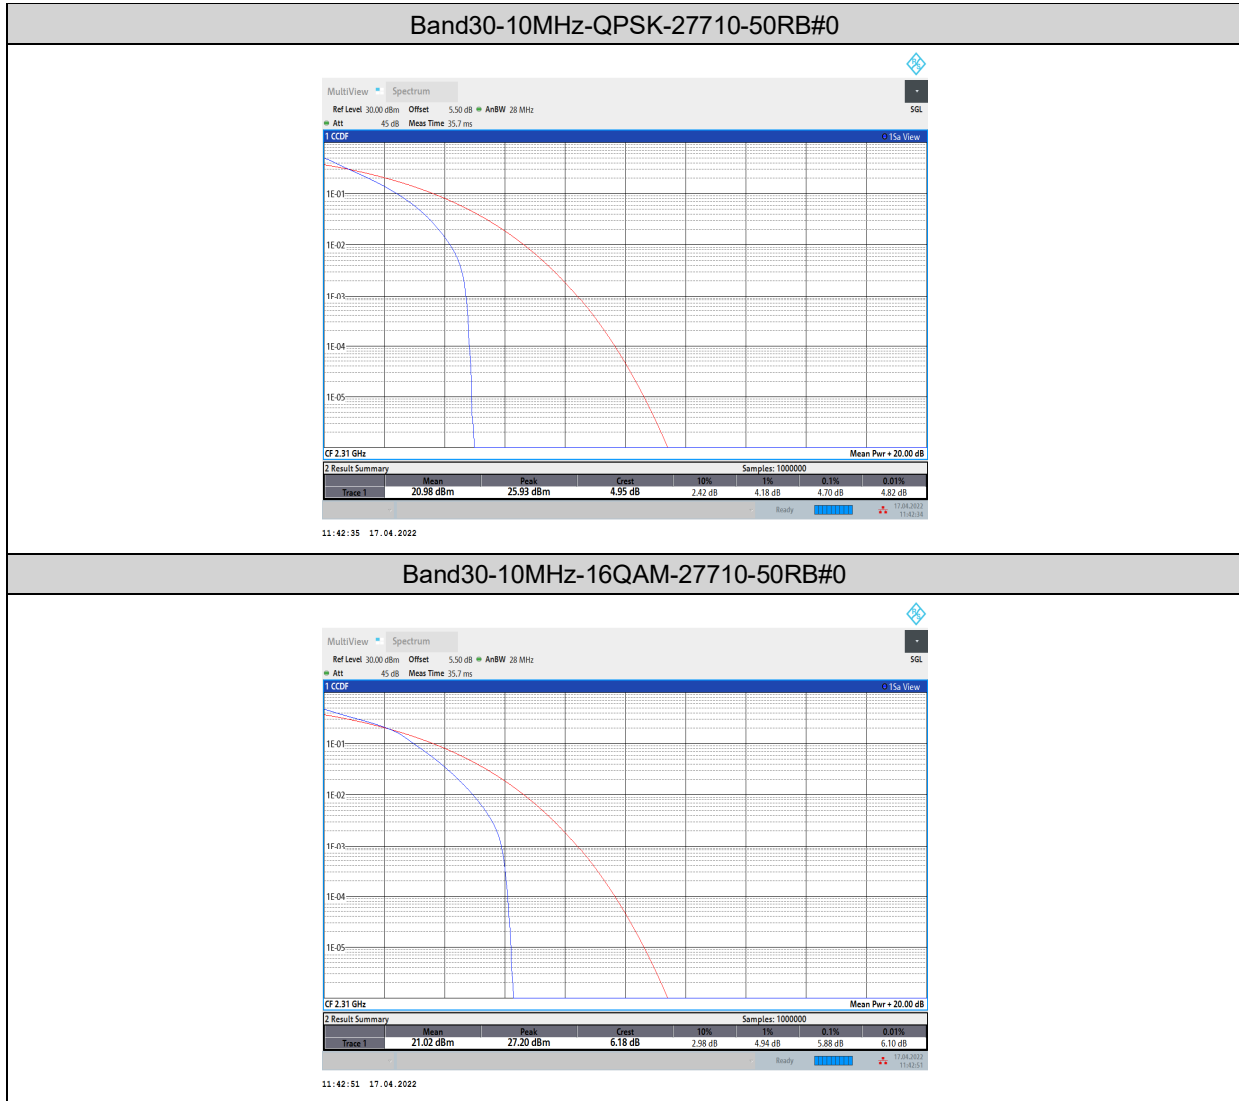 Band30-10MHz-QPSK-27710-50RB#0
MultiView Spectrum
Ref Level 30.00 dBm Offset 5.50 dB AnBW 28 MHz SGL
Att 45 dB Meas Time 35.7 ms
1 CCDF 1Sa View
1E-01
1E-02
1E-03
1E-04
1E-05
CF 2.31 GHz Mean Pwr + 20.00 dB
2 Result Summary Samples: 1000000
Mean Peak Crest 10% 1% 0.1% 0.01%
Trace 1 20.98 dBm 25.93 dBm 4.95 dB 2.42 dB 4.18 dB 4.70 dB 4.82 dB
Ready 17.04.2022
11:42:34
11:42:35 17.04.2022
Band30-10MHz-16QAM-27710-50RB#0
MultiView Spectrum
Ref Level 30.00 dBm Offset 5.50 dB AnBW 28 MHz SGL
Att 45 dB Meas Time 35.7 ms
1 CCDF 1Sa View
1E-01
1E-02
1E-03
1E-04
1E-05
CF 2.31 GHz Mean Pwr + 20.00 dB
2 Result Summary Samples: 1000000
Mean Peak Crest 10% 1% 0.1% 0.01%
Trace 1 21.02 dBm 27.20 dBm 6.18 dB 2.98 dB 4.94 dB 5.88 dB 6.10 dB
Ready 17.04.2022
11:42:51
11:42:51 17.04.2022